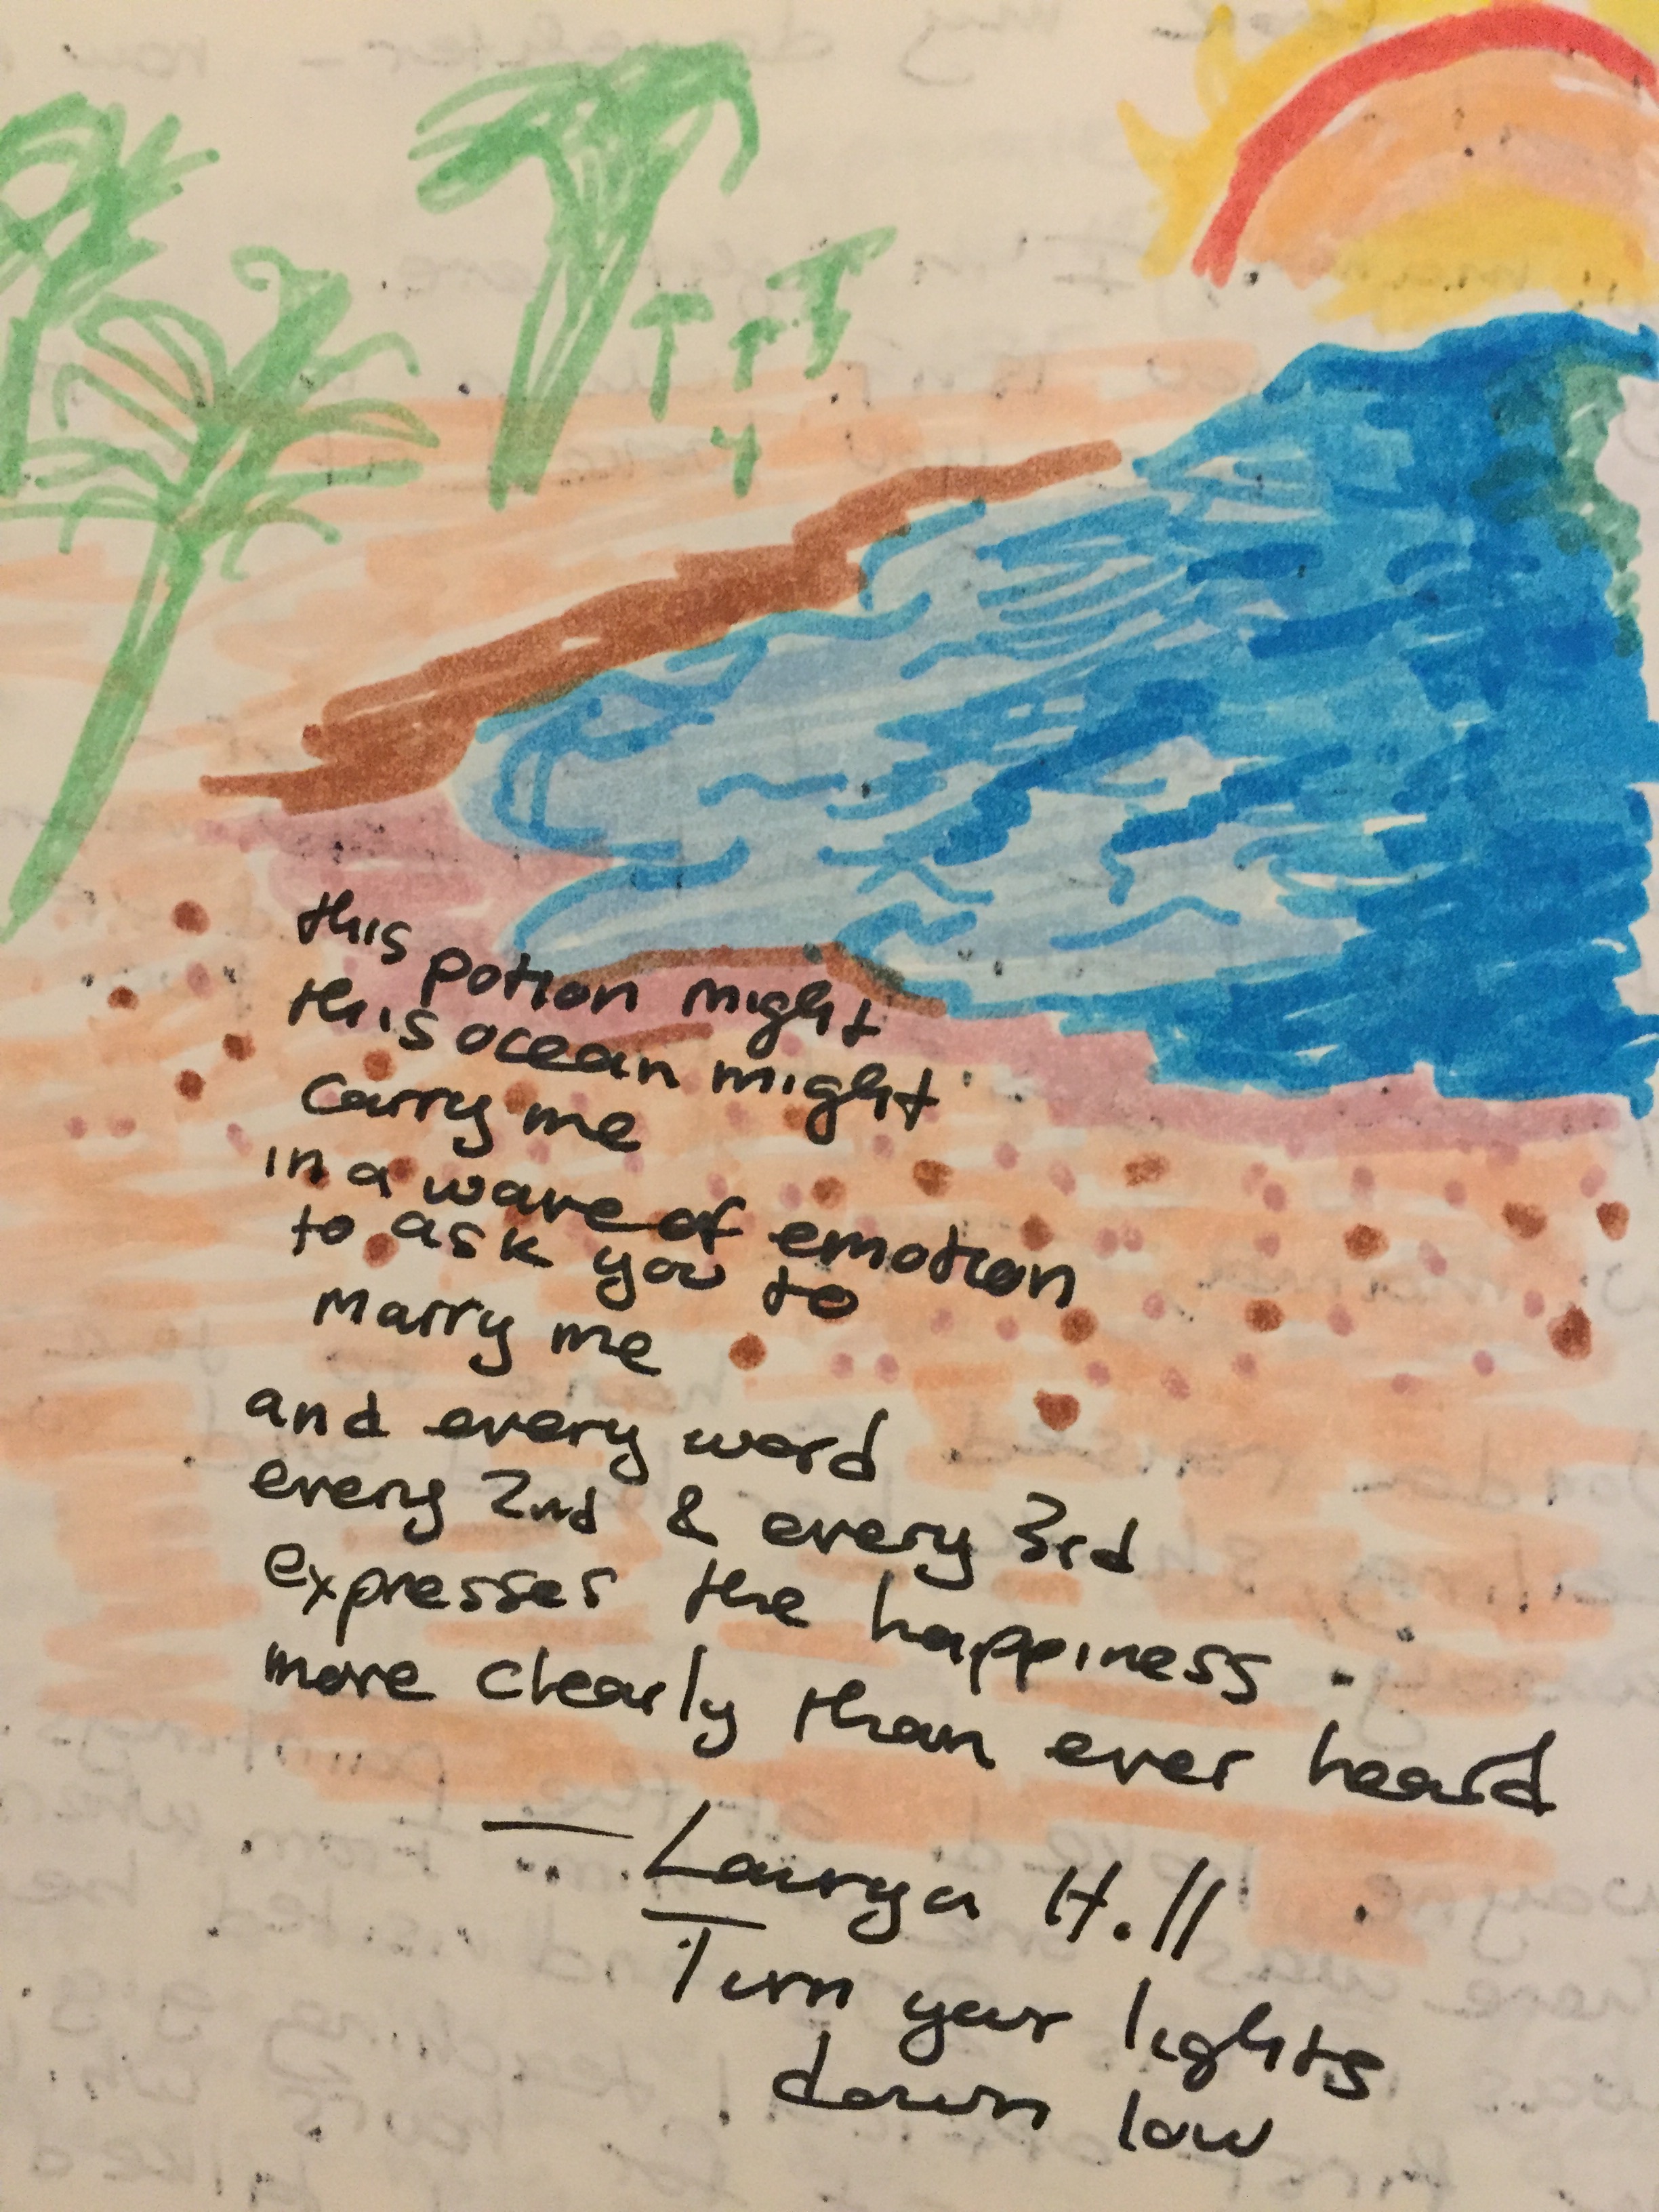 this potion might
this ocean might
carry me
in a wave of emotion
to ask you to
marry me
and every word
every 2nd & every 3rd
expresses the happiness
more clearly than ever heard
— Lauryn Hill
Turn your lights
down low